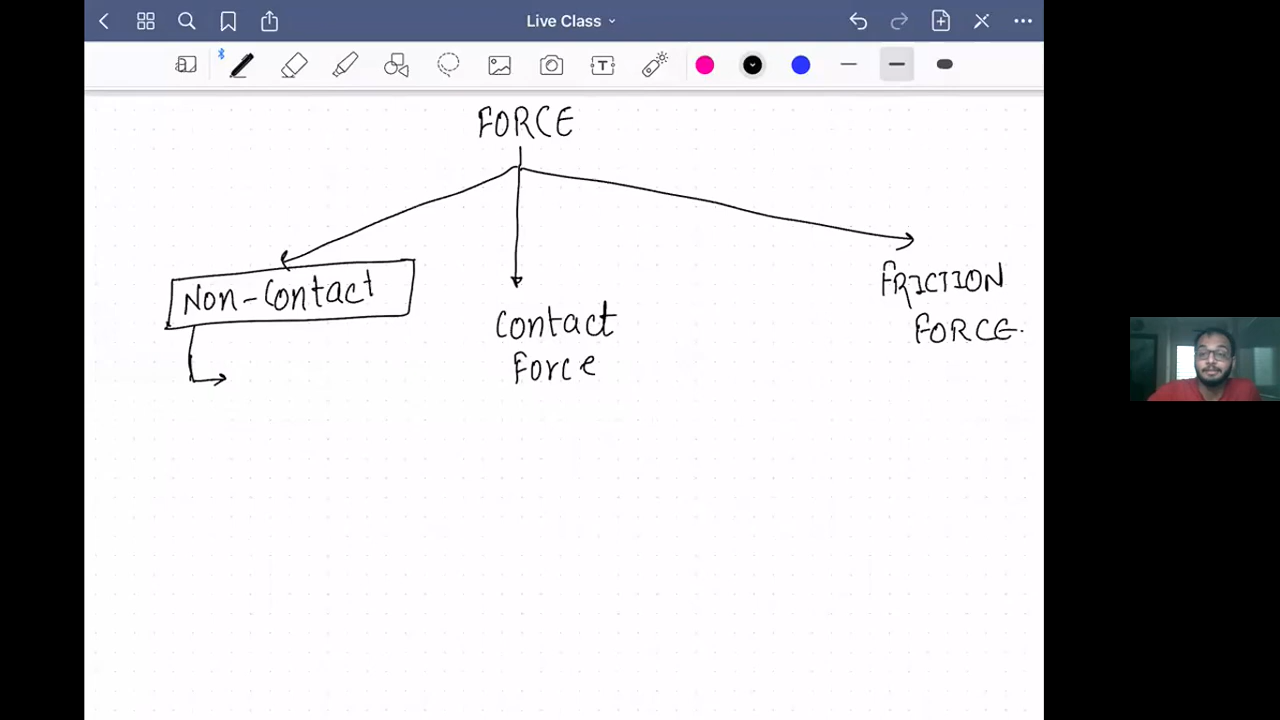 Live Class
T
FORCE
Non-Contact
Contact
Force
FRICTION
FORCE.